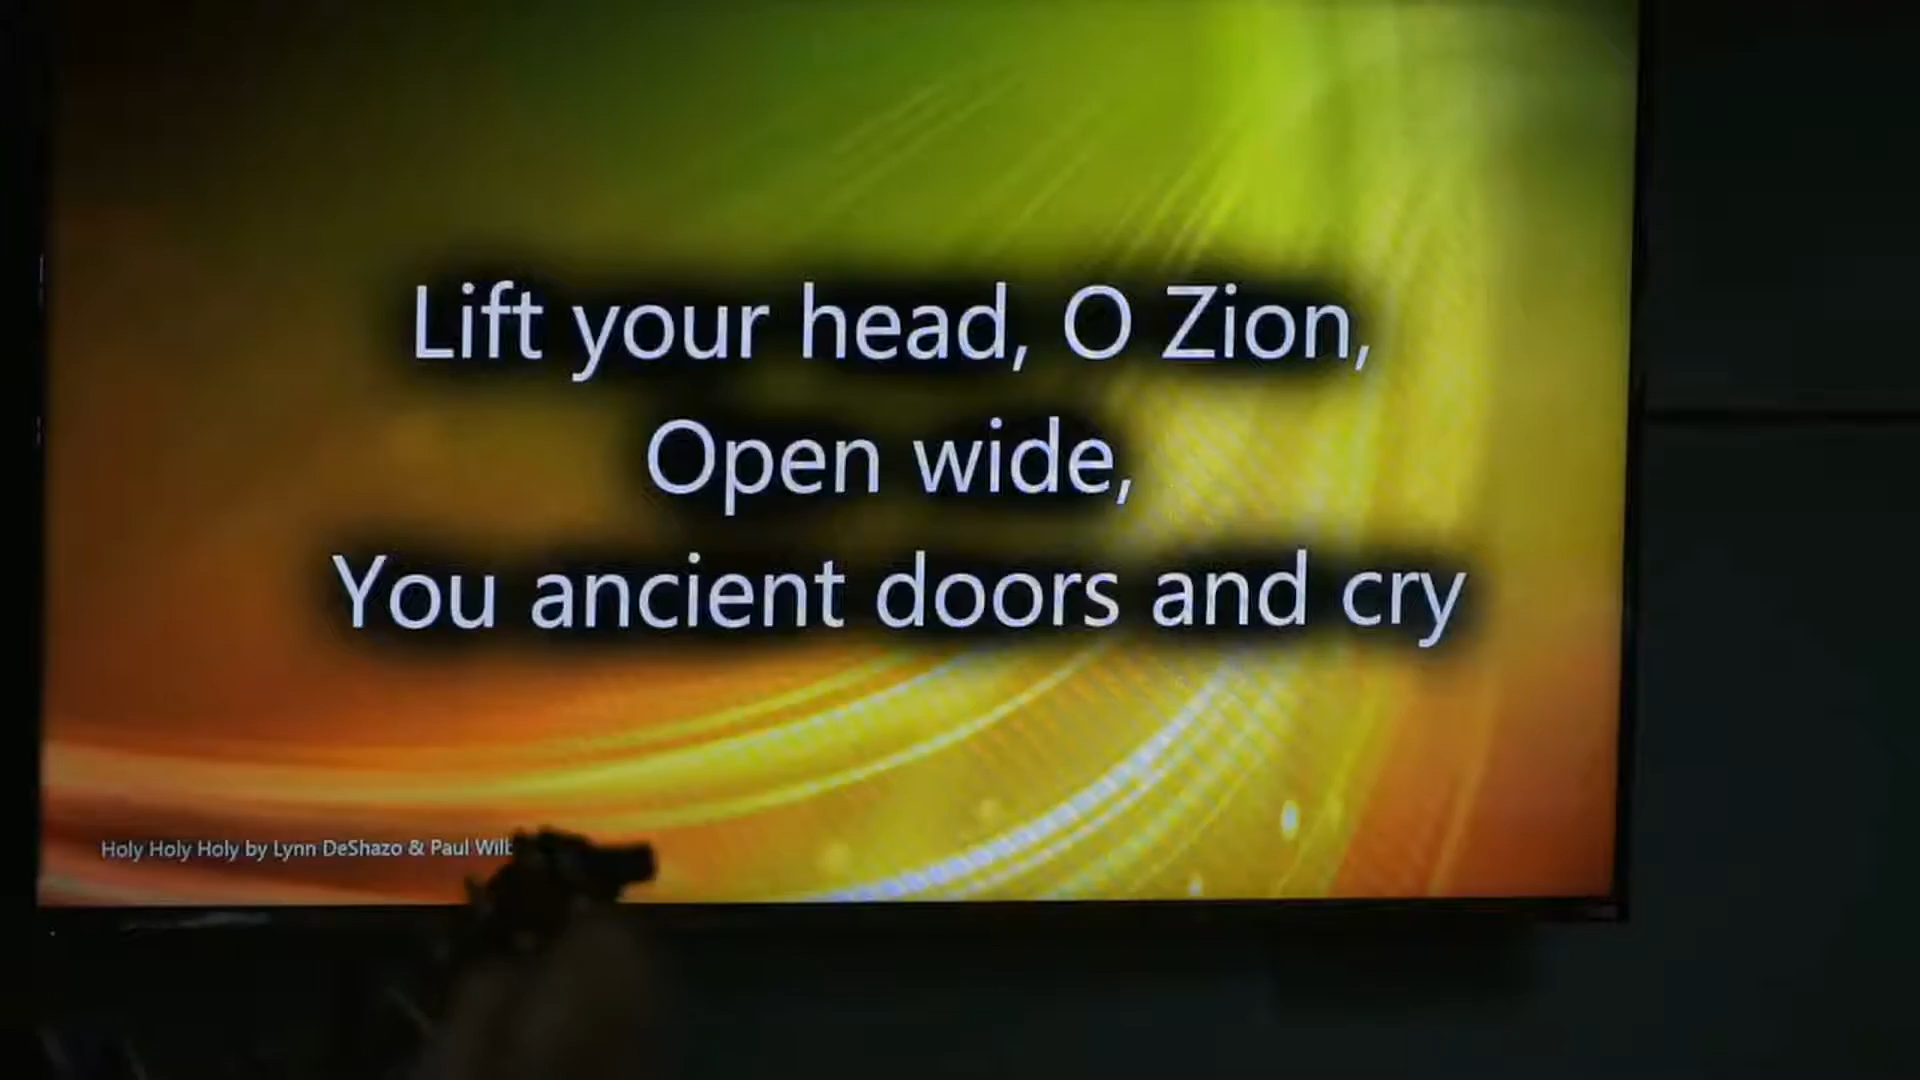 Lift your head, O Zion,
Open wide,
You ancient doors and cry
Holy Holy Holy by Lynn DeShazo & Paul